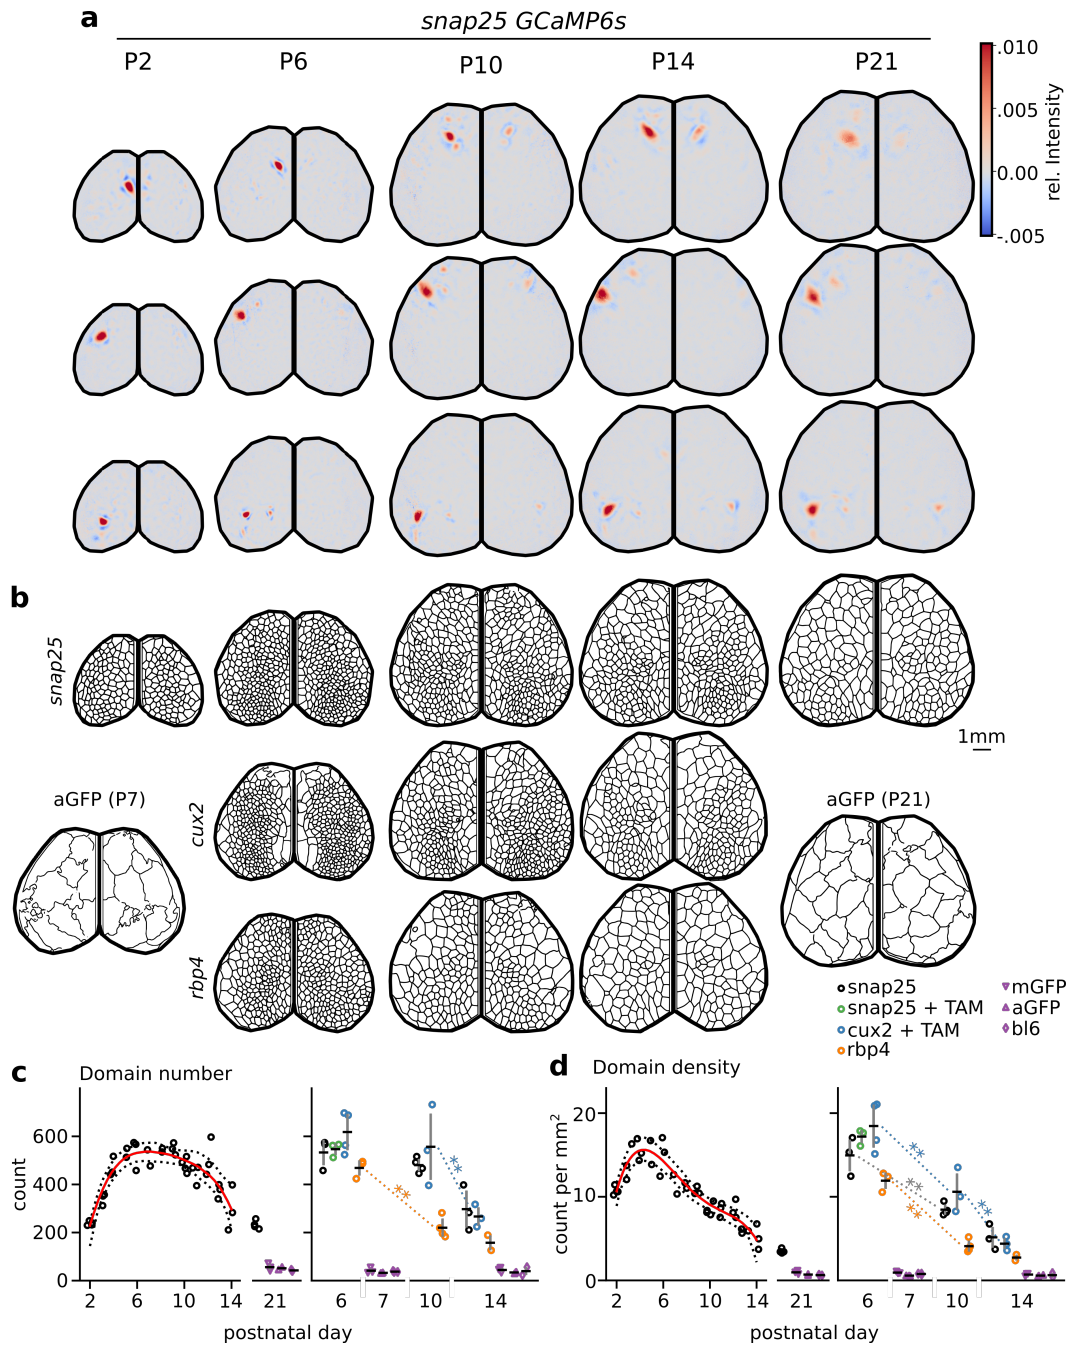 a
snap25 GCaMP6s
P2 P6 P10 P14 P21
.010
.005
0.00
-.005
rel. Intensity
b
snap25
1mm
aGFP (P7)
cux2
aGFP (P21)
rbp4
snap25 mGFP
snap25 + TAM aGFP
cux2 + TAM bl6
rbp4
c Domain number
600
400
200
0
count
2 6 10 14 21 6 7 10 14
postnatal day
** **
d Domain density
20
10
0
count per mm²
2 6 10 14 21 6 7 10 14
postnatal day
** ** ** **